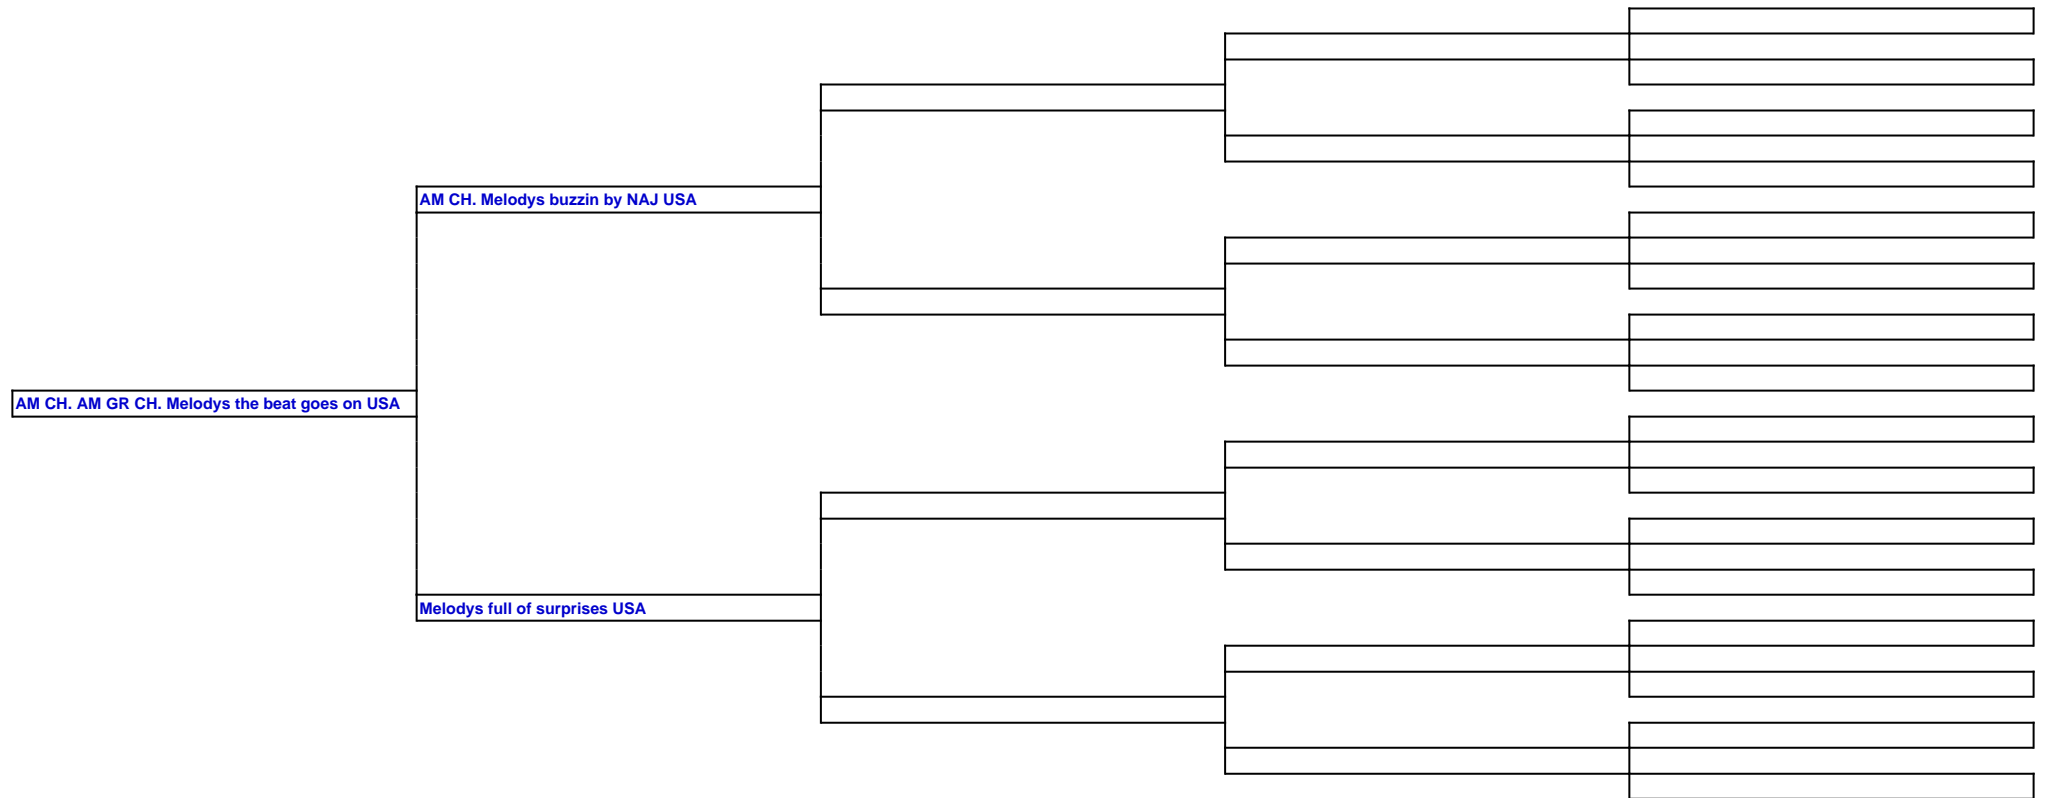 AM CH. Melodys buzzin by NAJ USA
AM CH. AM GR CH. Melodys the beat goes on USA
Melodys full of surprises USA